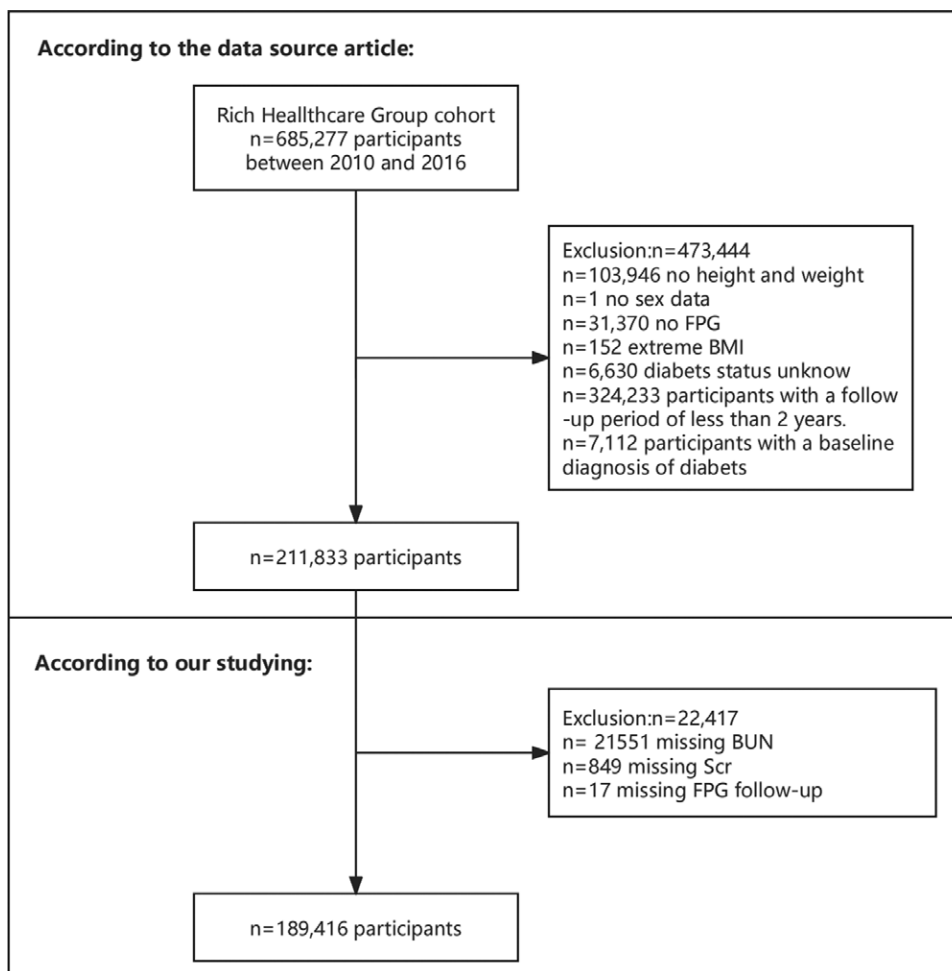 According to the data source article:
Rich Heallthcare Group cohort
n=685,277 participants
between 2010 and 2016
Exclusion:n=473,444
n=103,946 no height and weight
n=1 no sex data
n=31,370 no FPG
n=152 extreme BMI
n=6,630 diabets status unknow
n=324,233 participants with a follow
-up period of less than 2 years.
n=7,112 participants with a baseline
diagnosis of diabets
n=211,833 participants
According to our studying:
Exclusion:n=22,417
n= 21551 missing BUN
n=849 missing Scr
n=17 missing FPG follow-up
n=189,416 participants